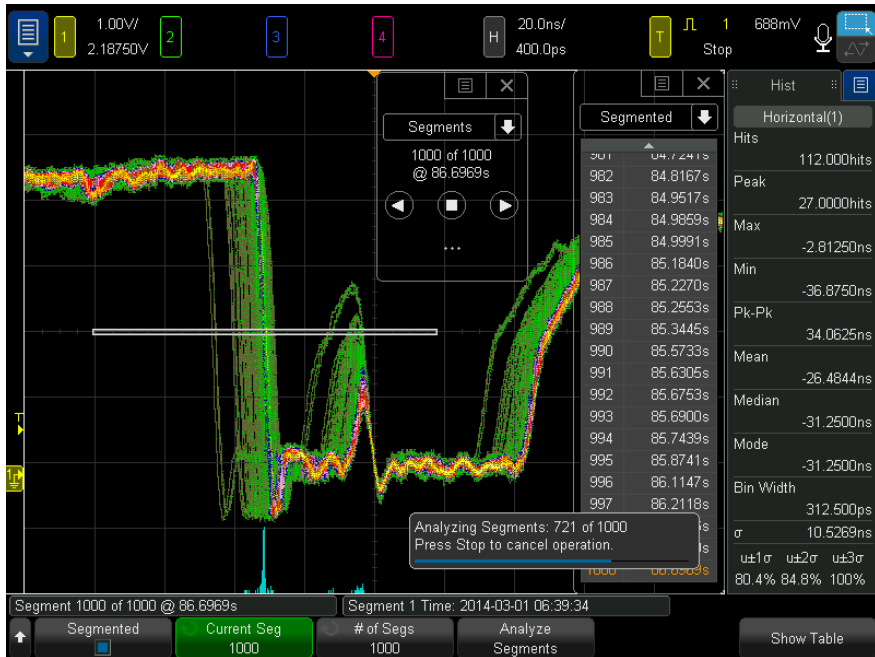 1 1.00V/ 2 3 4 H 20.0ns/ T 1 688mV
2.18750V 400.0ps Stop
Segments
1000 of 1000
@ 86.6969s
...
Segmented
982 84.8167s
983 84.9517s
984 84.9859s
985 84.9991s
986 85.1840s
987 85.2270s
988 85.2553s
989 85.3445s
990 85.5733s
991 85.6305s
992 85.6753s
993 85.6900s
994 85.7439s
995 85.8741s
996 86.1147s
997 86.2118s
Hist
Horizontal(1)
Hits
112.000hits
Peak
27.0000hits
Max
-2.81250ns
Min
-36.8750ns
Pk-Pk
34.0625ns
Mean
-26.4844ns
Median
-31.2500ns
Mode
-31.2500ns
Bin Width
312.500ps
σ 10.5269ns
u±1σ u±2σ u±3σ
80.4% 84.8% 100%
T
1
Analyzing Segments: 721 of 1000
Press Stop to cancel operation.
Segment 1000 of 1000 @ 86.6969s
Segment 1 Time: 2014-03-01 06:39:34
Segmented
Current Seg
1000
# of Segs
1000
Analyze
Segments
Show Table